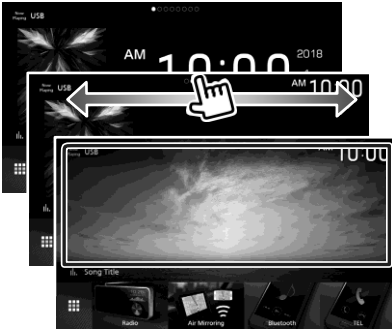 Now Playing USB
AM 10:00 2018
Now Playing USB
AM 10:00
USB
10:00
Song Title
Radio
Air Mirroring
Bluetooth
TEL